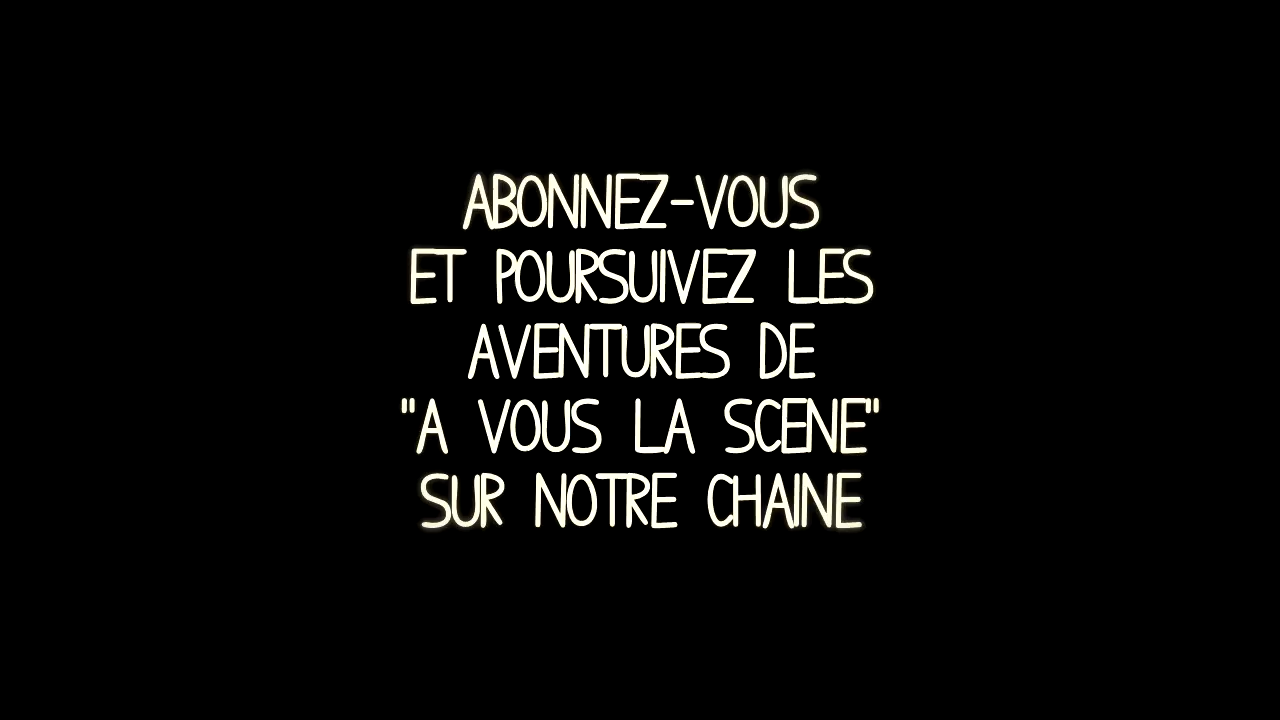 ABONNEZ-VOUS
ET POURSUIVEZ LES
AVENTURES DE
"A VOUS LA SCENE"
SUR NOTRE CHAINE